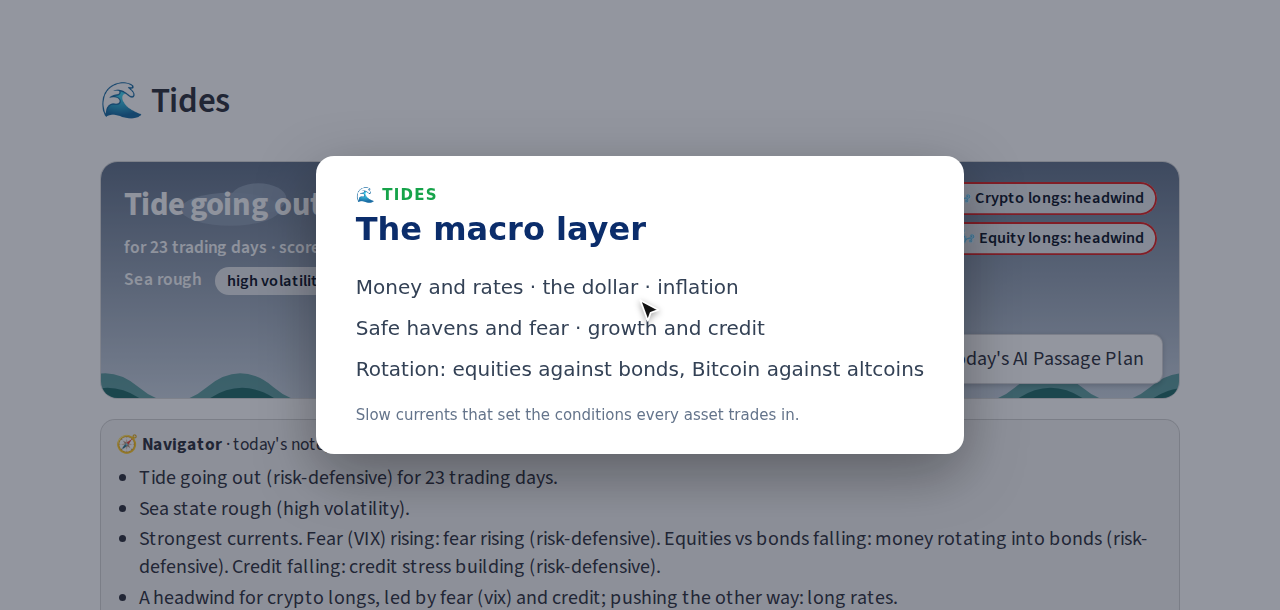 Tides
Tide going out
Crypto longs: headwind
for 23 trading days · score
Equity longs: headwind
Sea rough
TIDES
The macro layer
Money and rates · the dollar · inflation
Safe havens and fear · growth and credit
Rotation: equities against bonds, Bitcoin against altcoins
Slow currents that set the conditions every asset trades in.
AI Passage Plan
Navigator · today's
Tide going out (risk-defensive) for 23 trading days.
Sea state rough (high volatility).
Strongest currents. Fear (VIX) rising: fear rising (risk-defensive). Equities vs bonds falling: money rotating into bonds (risk-
defensive). Credit falling: credit stress building (risk-defensive).
A headwind for crypto longs, led by fear (vix) and credit; pushing the other way: long rates.